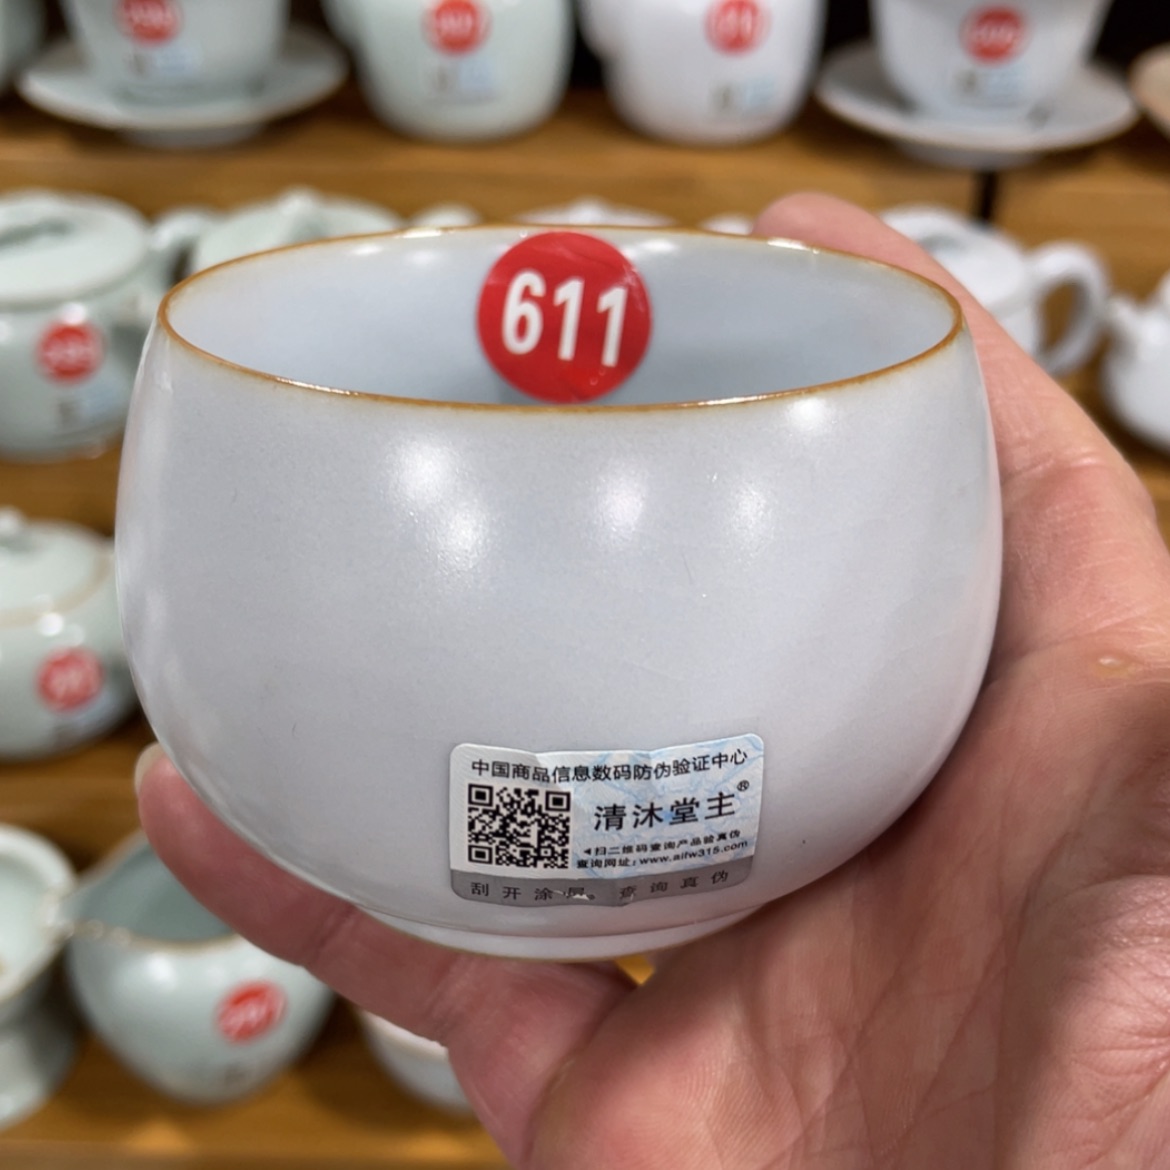 611
中国商品信息数码防伪验证中心
清沐堂主®
◄扫二维码查询产品验真伪
查询网址:www.aifw315.com
刮开涂层。查询真伪